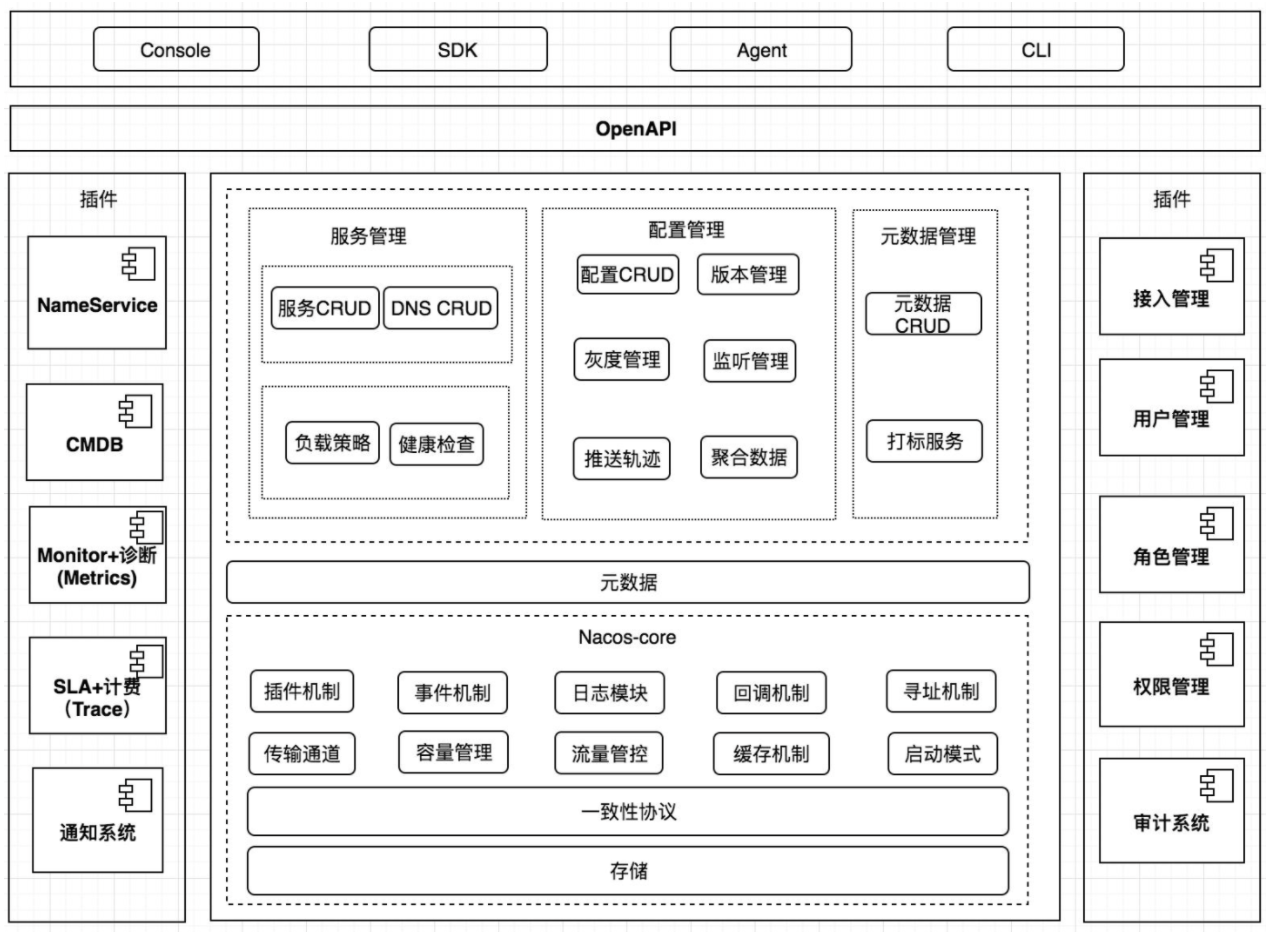 Console
SDK
Agent
CLI
OpenAPI
插件
NameService
CMDB
Monitor+诊断
(Metrics)
SLA+计费
（Trace）
通知系统
服务管理
服务CRUD
DNS CRUD
负载策略
健康检查
配置管理
配置CRUD
版本管理
灰度管理
监听管理
推送轨迹
聚合数据
元数据管理
元数据
CRUD
打标服务
元数据
Nacos-core
插件机制
事件机制
日志模块
回调机制
寻址机制
传输通道
容量管理
流量管控
缓存机制
启动模式
一致性协议
存储
插件
接入管理
用户管理
角色管理
权限管理
审计系统